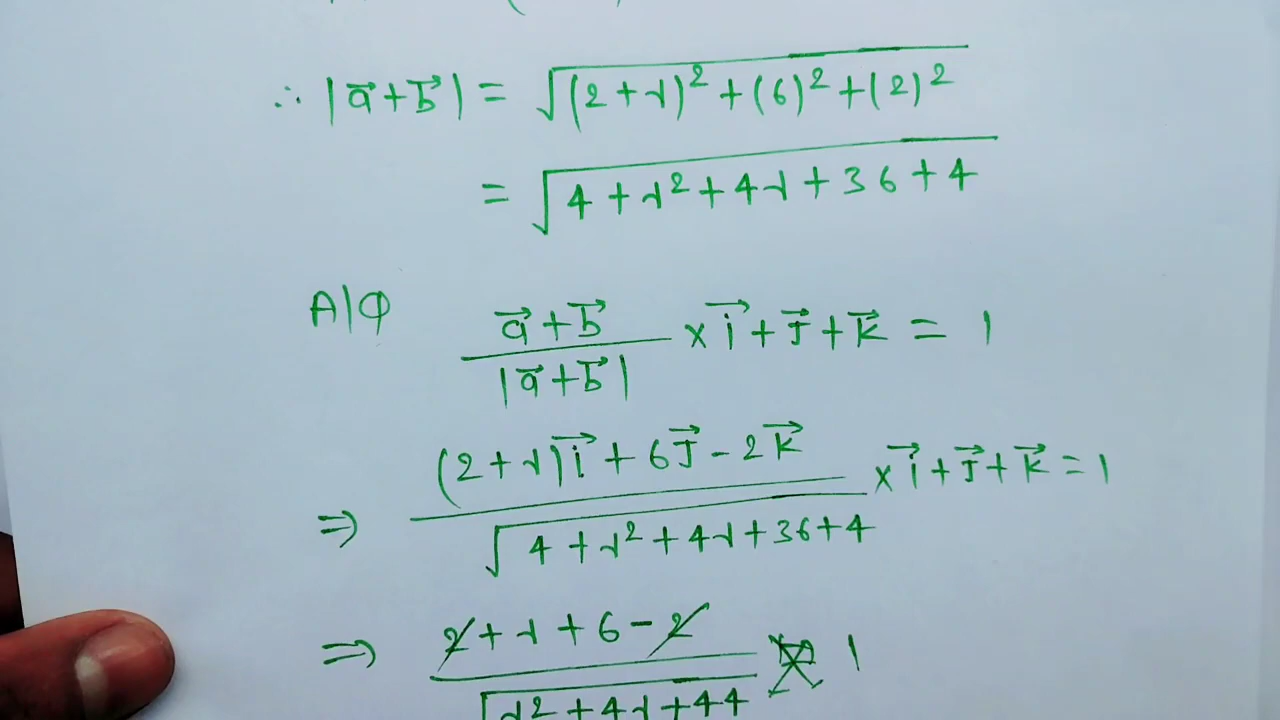 ∴ |a⃗+b⃗| = √((2+λ)²+(6)²+(2)²)
= √(4+λ²+4λ+36+4)
A/Q (a⃗+b⃗)/|a⃗+b⃗| × i⃗+j⃗+k⃗ = 1
⇒ ((2+λ)i⃗+6j⃗-2k⃗)/√(4+λ²+4λ+36+4) × i⃗+j⃗+k⃗ = 1
⇒ (2+λ+6-2)/√(λ²+4λ+44) 1